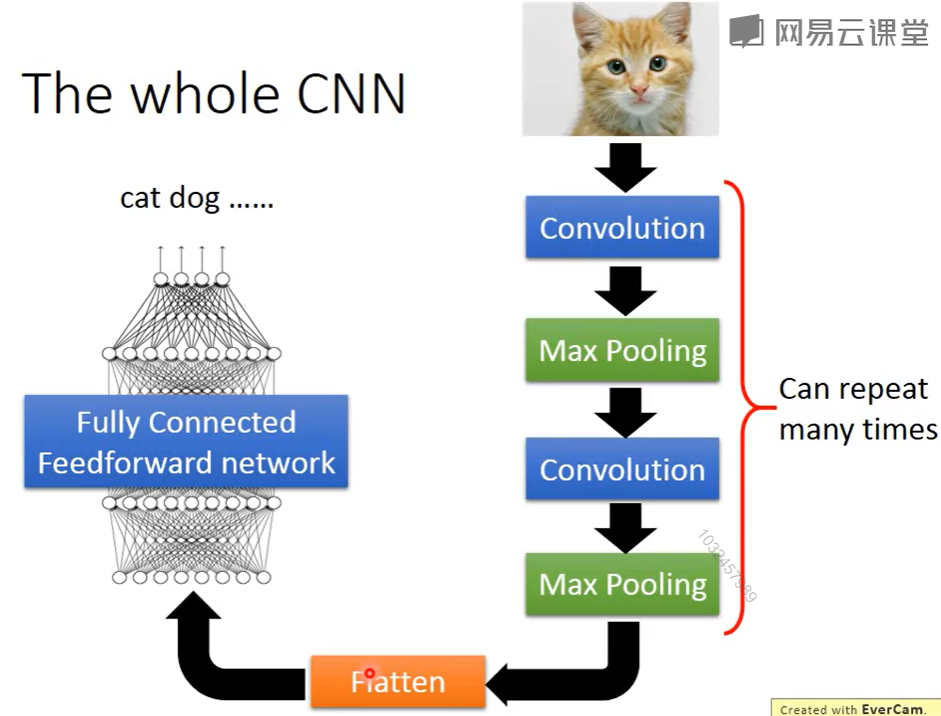 网易云课堂
The whole CNN
cat dog ……
Convolution
Max Pooling
Convolution
Max Pooling
Can repeat
many times
Flatten
Fully Connected
Feedforward network
1032457989
Created with EverCam.